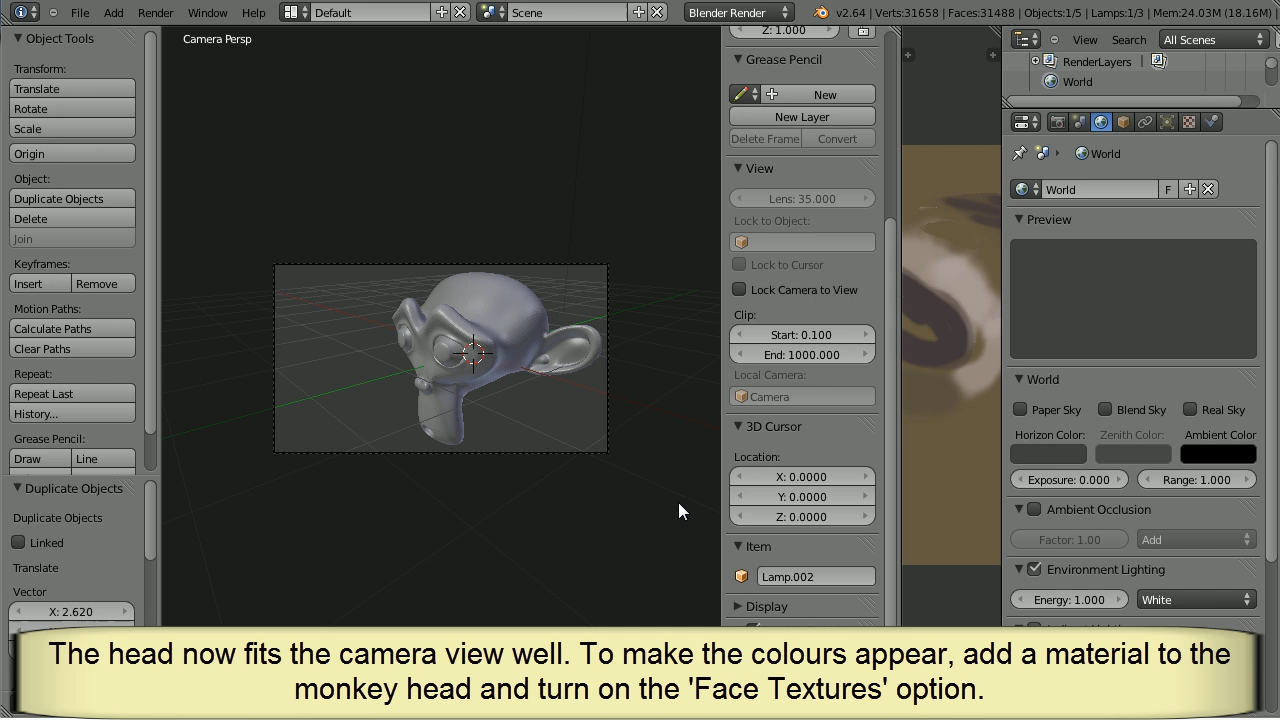 File Add Render Window Help Default Scene Blender Render v2.64 | Verts:31658 | Faces:31488 | Objects:1/5 | Lamps:1/3 | Mem:24.03M (18.16M) |
Object Tools
Transform:
Translate
Rotate
Scale
Origin
Object:
Duplicate Objects
Delete
Join
Keyframes:
Insert Remove
Motion Paths:
Calculate Paths
Clear Paths
Repeat:
Repeat Last
History...
Grease Pencil:
Draw Line
Duplicate Objects
Duplicate Objects
Linked
Translate
Vector
X: 2.620
Camera Persp
Z: 1.000
Grease Pencil
New
New Layer
Delete Frame Convert
View
Lens: 35.000
Lock to Object:
Lock to Cursor
Lock Camera to View
Clip:
Start: 0.100
End: 1000.000
Local Camera:
Camera
3D Cursor
Location:
X: 0.0000
Y: 0.0000
Z: 0.0000
Item
Lamp.002
Display
View Search All Scenes
RenderLayers
World
World
World F
Preview
World
Paper Sky Blend Sky Real Sky
Horizon Color: Zenith Color: Ambient Color
Exposure: 0.000 Range: 1.000
Ambient Occlusion
Factor: 1.00 Add
Environment Lighting
Energy: 1.000 White
The head now fits the camera view well. To make the colours appear, add a material to the
monkey head and turn on the 'Face Textures' option.